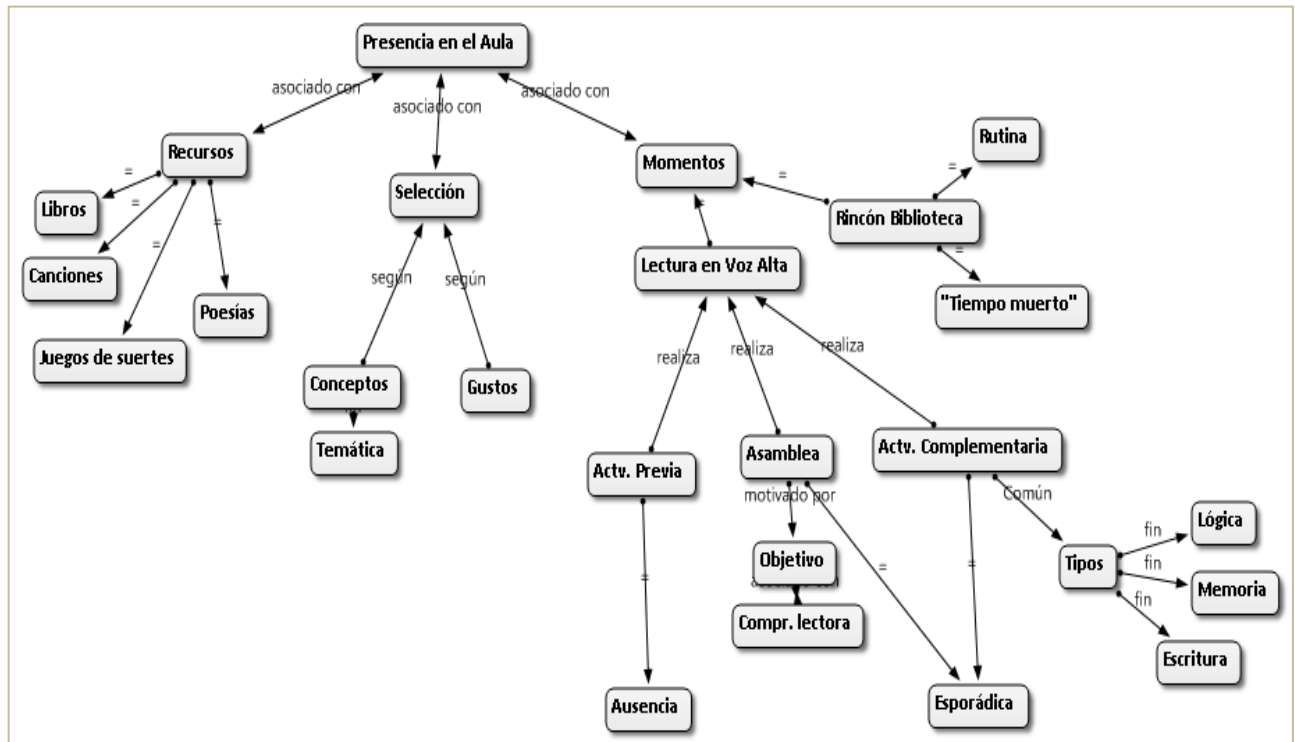 Presencia en el Aula
asociado con
asociado con
asociado con
Recursos
=
=
=
=
Libros
Canciones
Juegos de suertes
Poesías
Selección
según
según
Conceptos
Gustos
Temática
Momentos
=
=
Rincón Biblioteca
=
Rutina
=
"Tiempo muerto"
Lectura en Voz Alta
realiza
realiza
realiza
Actv. Previa
=
Ausencia
Asamblea
motivado por
Objetivo
Compr. lectora
=
Actv. Complementaria
=
Esporádica
Común
Tipos
fin
Lógica
fin
Memoria
fin
Escritura